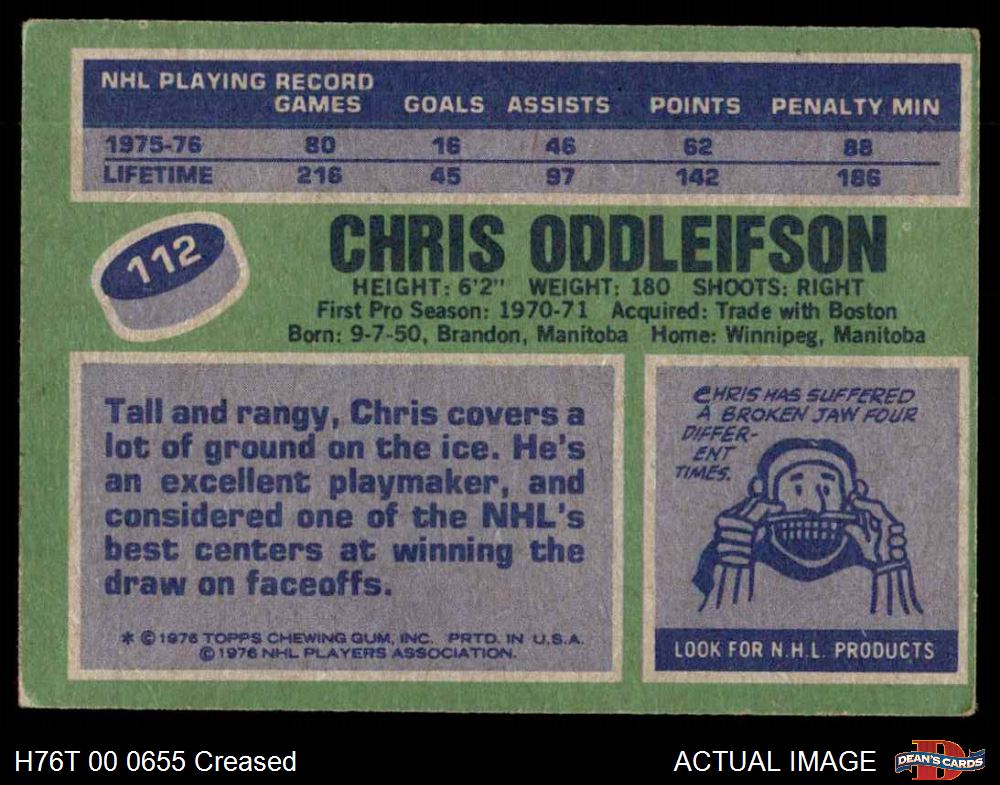 NHL PLAYING RECORD
GAMES GOALS ASSISTS POINTS PENALTY MIN
1975-76 80 16 46 62 88
LIFETIME 216 45 97 142 186
112
CHRIS ODDLEIFSON
HEIGHT: 6'2" WEIGHT: 180 SHOOTS: RIGHT
First Pro Season: 1970-71 Acquired: Trade with Boston
Born: 9-7-50, Brandon, Manitoba Home: Winnipeg, Manitoba
Tall and rangy, Chris covers a
lot of ground on the ice. He's
an excellent playmaker, and
considered one of the NHL's
best centers at winning the
draw on faceoffs.
* © 1976 TOPPS CHEWING GUM, INC. PRTD. IN U.S.A.
© 1976 NHL PLAYERS ASSOCIATION.
CHRIS HAS SUFFERED
A BROKEN JAW FOUR
DIFFER-
ENT
TIMES.
LOOK FOR N.H.L. PRODUCTS
H76T 00 0655 Creased
ACTUAL IMAGE
D
DEAN'S CARDS